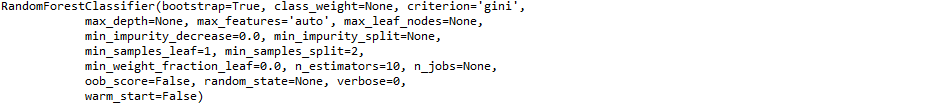 RandomForestClassifier(bootstrap=True, class_weight=None, criterion='gini',
            max_depth=None, max_features='auto', max_leaf_nodes=None,
            min_impurity_decrease=0.0, min_impurity_split=None,
            min_samples_leaf=1, min_samples_split=2,
            min_weight_fraction_leaf=0.0, n_estimators=10, n_jobs=None,
            oob_score=False, random_state=None, verbose=0,
            warm_start=False)